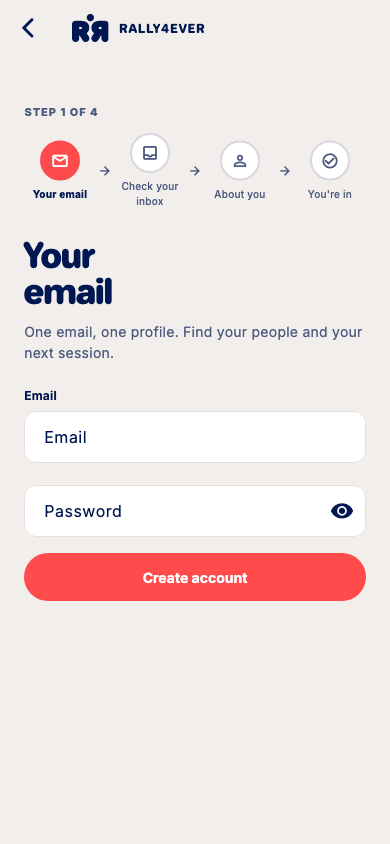 RALLY4EVER
STEP 1 OF 4
Your email
Check your
inbox
About you
You're in
Your
email
One email, one profile. Find your people and your
next session.
Email
Email
Password
Create account